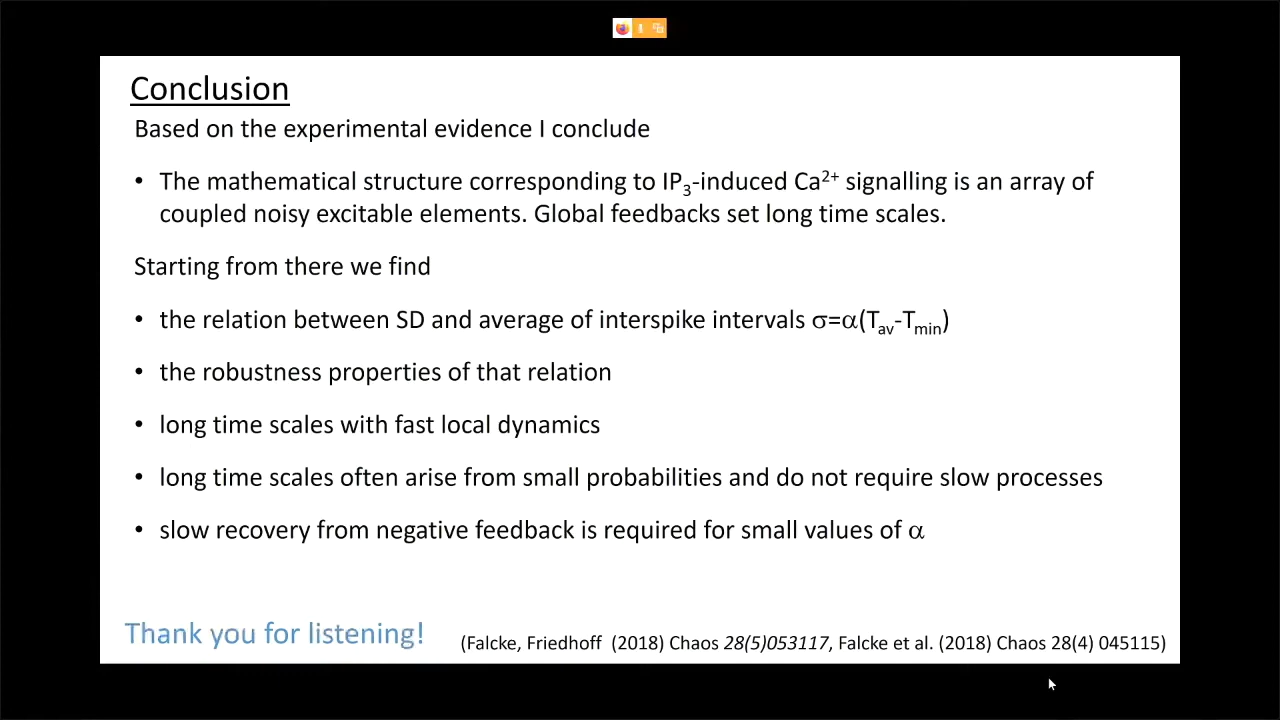 Conclusion
Based on the experimental evidence I conclude
• The mathematical structure corresponding to IP₃-induced Ca²⁺ signalling is an array of
coupled noisy excitable elements. Global feedbacks set long time scales.
Starting from there we find
• the relation between SD and average of interspike intervals σ=α(Tav-Tmin)
• the robustness properties of that relation
• long time scales with fast local dynamics
• long time scales often arise from small probabilities and do not require slow processes
• slow recovery from negative feedback is required for small values of α
Thank you for listening!
(Falcke, Friedhoff (2018) Chaos 28(5)053117, Falcke et al. (2018) Chaos 28(4) 045115)